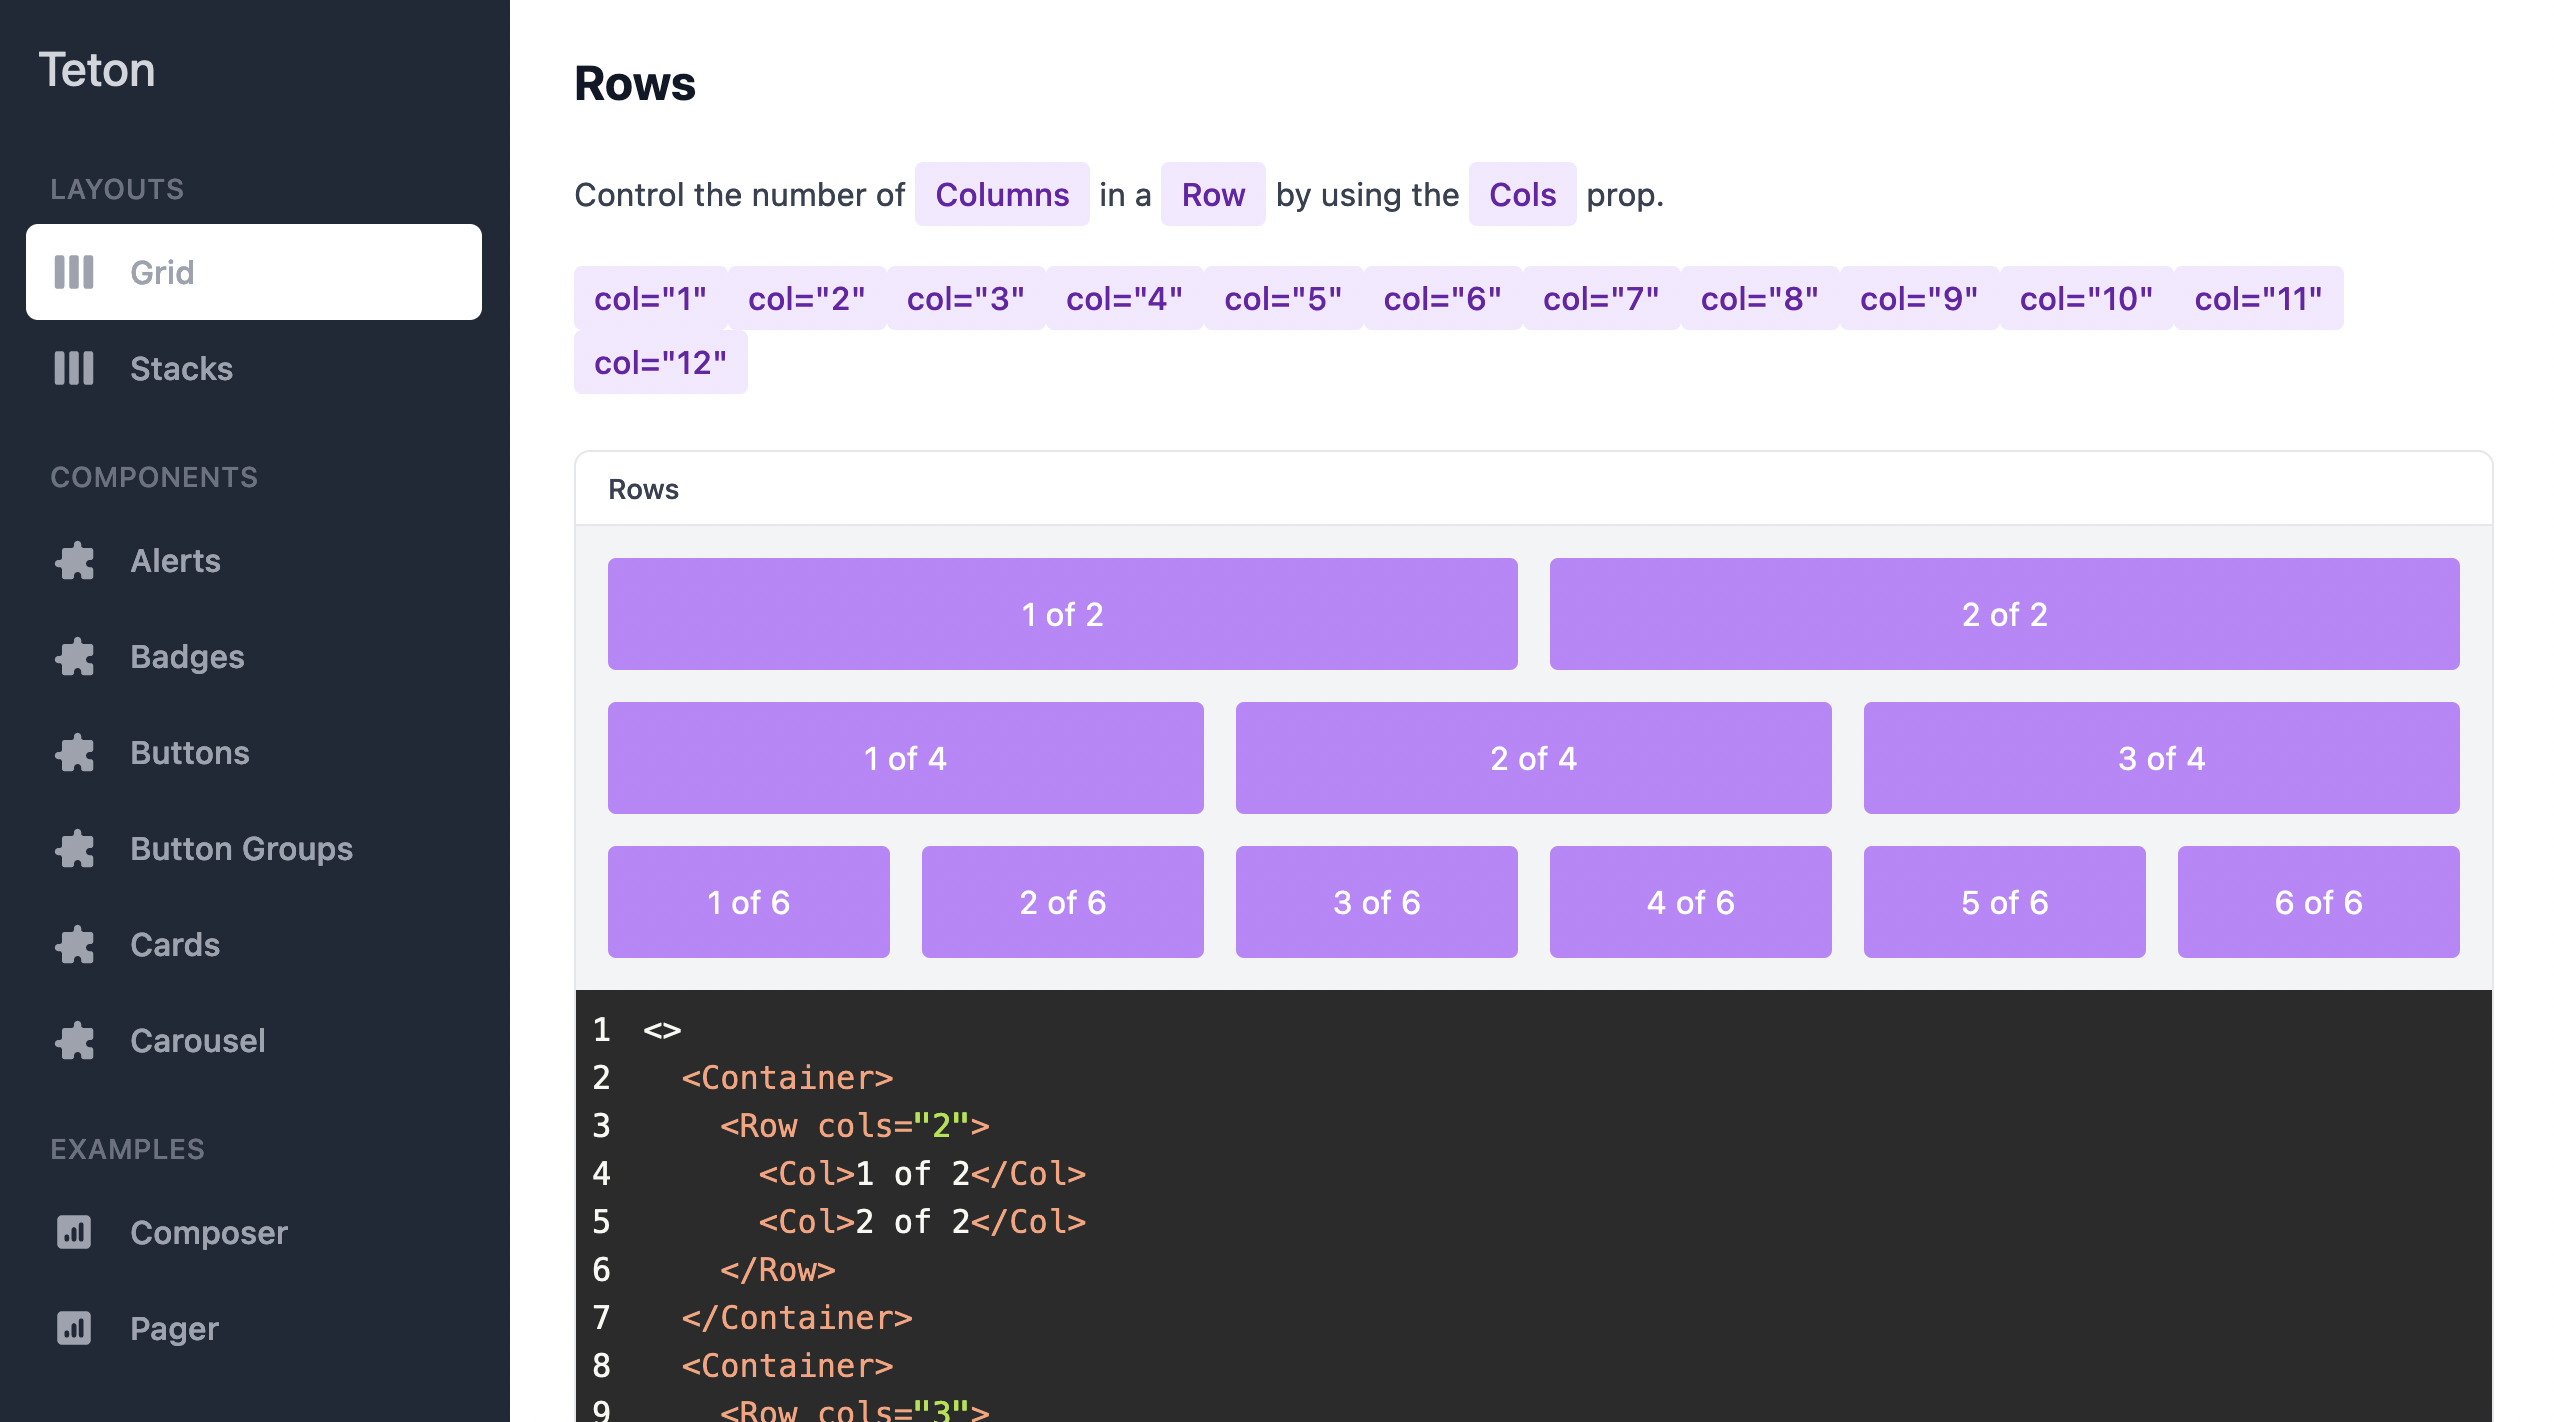 Teton
LAYOUTS
Grid
Stacks
COMPONENTS
Alerts
Badges
Buttons
Button Groups
Cards
Carousel
EXAMPLES
Composer
Pager
Rows
Control the number of Columns in a Row by using the Cols prop.
col="1" col="2" col="3" col="4" col="5" col="6" col="7" col="8" col="9" col="10" col="11"
col="12"
Rows
1 of 2 2 of 2
1 of 4 2 of 4 3 of 4
1 of 6 2 of 6 3 of 6 4 of 6 5 of 6 6 of 6
1 <>
2 <Container>
3 <Row cols="2">
4 <Col>1 of 2</Col>
5 <Col>2 of 2</Col>
6 </Row>
7 </Container>
8 <Container>
9 <Row cols="3">